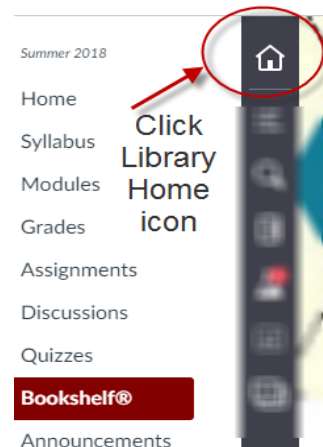 Summer 2018
Home
Syllabus
Modules
Grades
Assignments
Discussions
Quizzes
Bookshelf®
Announcements
Click
Library
Home
icon